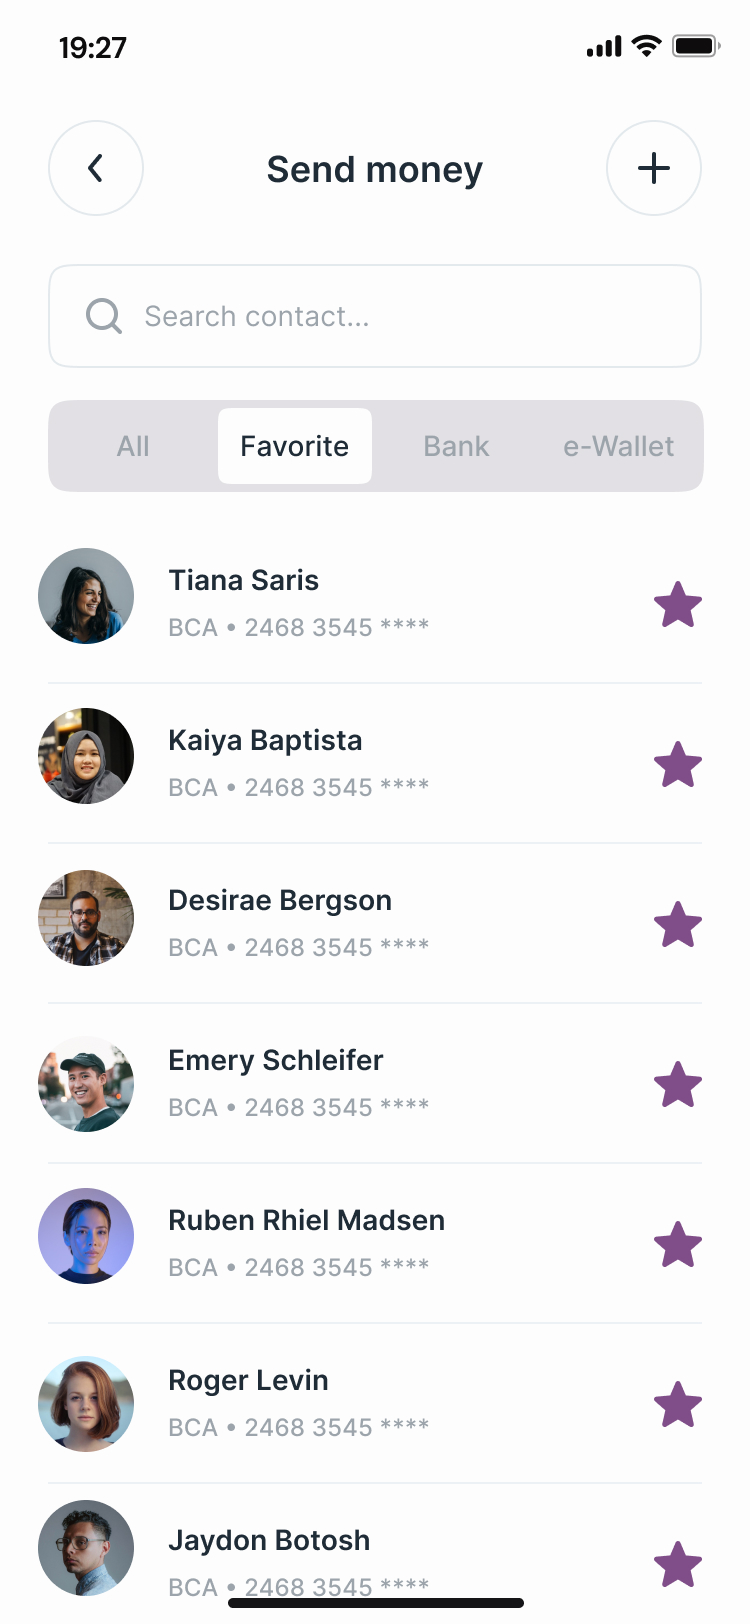 19:27
Send money
Search contact...
All Favorite Bank e-Wallet
Tiana Saris
BCA • 2468 3545 ****
Kaiya Baptista
BCA • 2468 3545 ****
Desirae Bergson
BCA • 2468 3545 ****
Emery Schleifer
BCA • 2468 3545 ****
Ruben Rhiel Madsen
BCA • 2468 3545 ****
Roger Levin
BCA • 2468 3545 ****
Jaydon Botosh
BCA • 2468 3545 ****